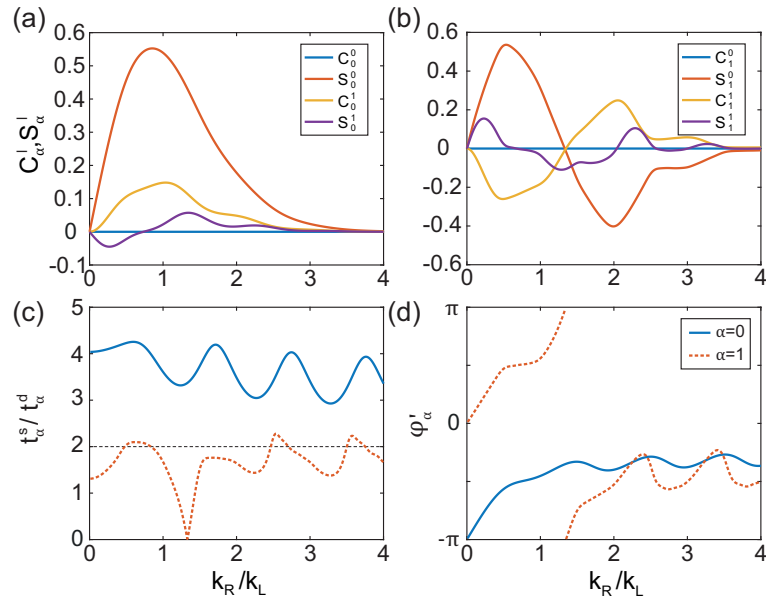 (a)
0.6
0.5
0.4
0.3
0.2
0.1
0
-0.1
C_α^l, S_α^l
C_0^0
S_0^0
C_0^1
S_0^1
0 1 2 3 4
(b)
0.6
0.4
0.2
0
-0.2
-0.4
-0.6
C_1^0
S_1^0
C_1^1
S_1^1
0 1 2 3 4
(c)
5
4
3
2
1
0
t_α^s / t_α^d
0 1 2 3 4
k_R/k_L
(d)
π
0
-π
φ'_α
α=0
α=1
0 1 2 3 4
k_R/k_L